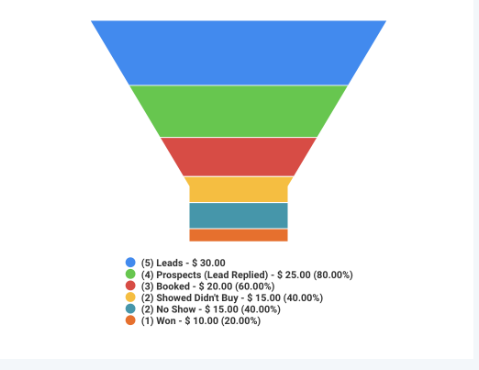 (5) Leads - $ 30.00
(4) Prospects (Lead Replied) - $ 25.00 (80.00%)
(3) Booked - $ 20.00 (60.00%)
(2) Showed Didn't Buy - $ 15.00 (40.00%)
(2) No Show - $ 15.00 (40.00%)
(1) Won - $ 10.00 (20.00%)